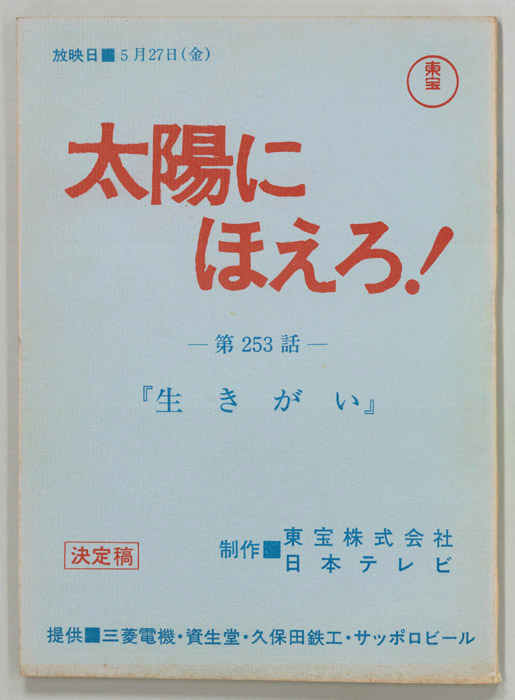 放映日■5月27日(金)
東宝
太陽に
ほえろ!
―第253話―
『生きがい』
決定稿
制作■東宝株式会社
日本テレビ
提供■三菱電機・資生堂・久保田鉄工・サッポロビール